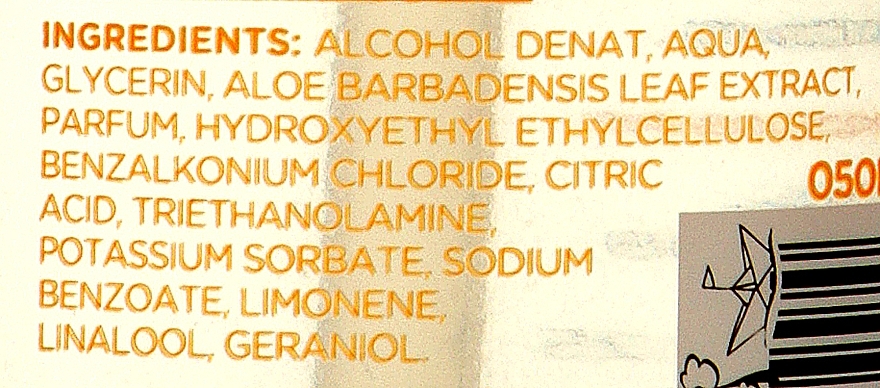 INGREDIENTS: ALCOHOL DENAT, AQUA,
GLYCERIN, ALOE BARBADENSIS LEAF EXTRACT,
PARFUM, HYDROXYETHYL ETHYLCELLULOSE,
BENZALKONIUM CHLORIDE, CITRIC
ACID, TRIETHANOLAMINE,
POTASSIUM SORBATE, SODIUM
BENZOATE, LIMONENE,
LINALOOL, GERANIOL.